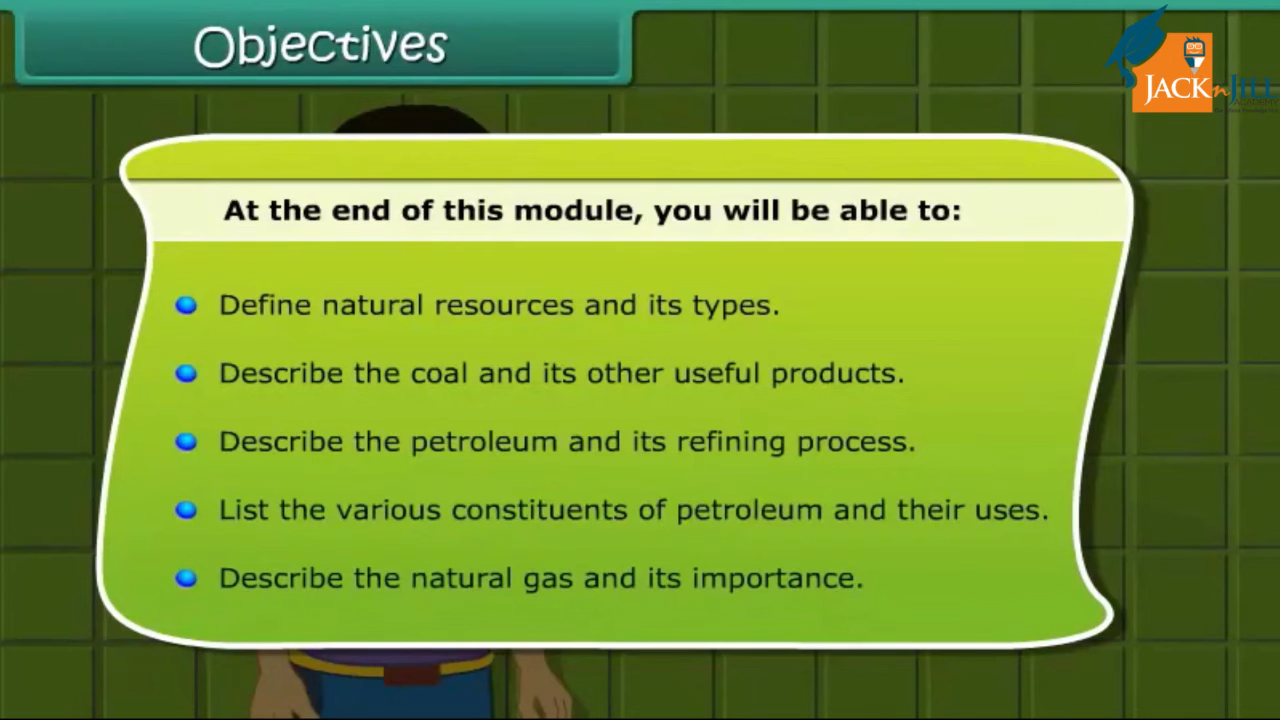 Objectives
JACK n JILL
At the end of this module, you will be able to:
Define natural resources and its types.
Describe the coal and its other useful products.
Describe the petroleum and its refining process.
List the various constituents of petroleum and their uses.
Describe the natural gas and its importance.